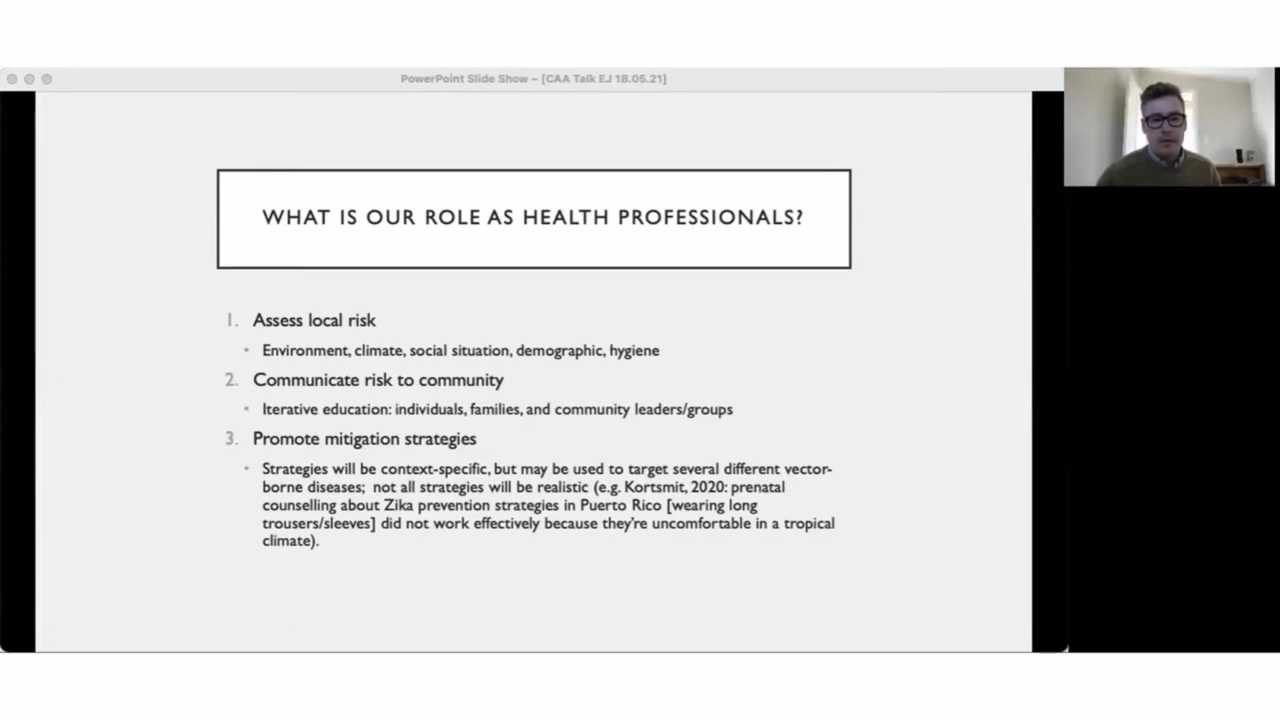 PowerPoint Slide Show – [CAA Talk EJ 18.05.21]
WHAT IS OUR ROLE AS HEALTH PROFESSIONALS?
1. Assess local risk
• Environment, climate, social situation, demographic, hygiene
2. Communicate risk to community
• Iterative education: individuals, families, and community leaders/groups
3. Promote mitigation strategies
• Strategies will be context-specific, but may be used to target several different vector-
borne diseases; not all strategies will be realistic (e.g. Kortsmit, 2020: prenatal
counselling about Zika prevention strategies in Puerto Rico [wearing long
trousers/sleeves] did not work effectively because they're uncomfortable in a tropical
climate).